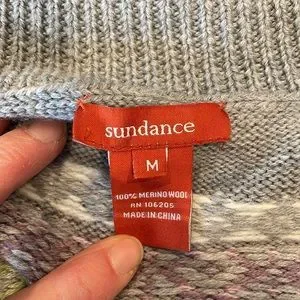 sundance
M
100% MERINO WOOL
RN 106205
MADE IN CHINA